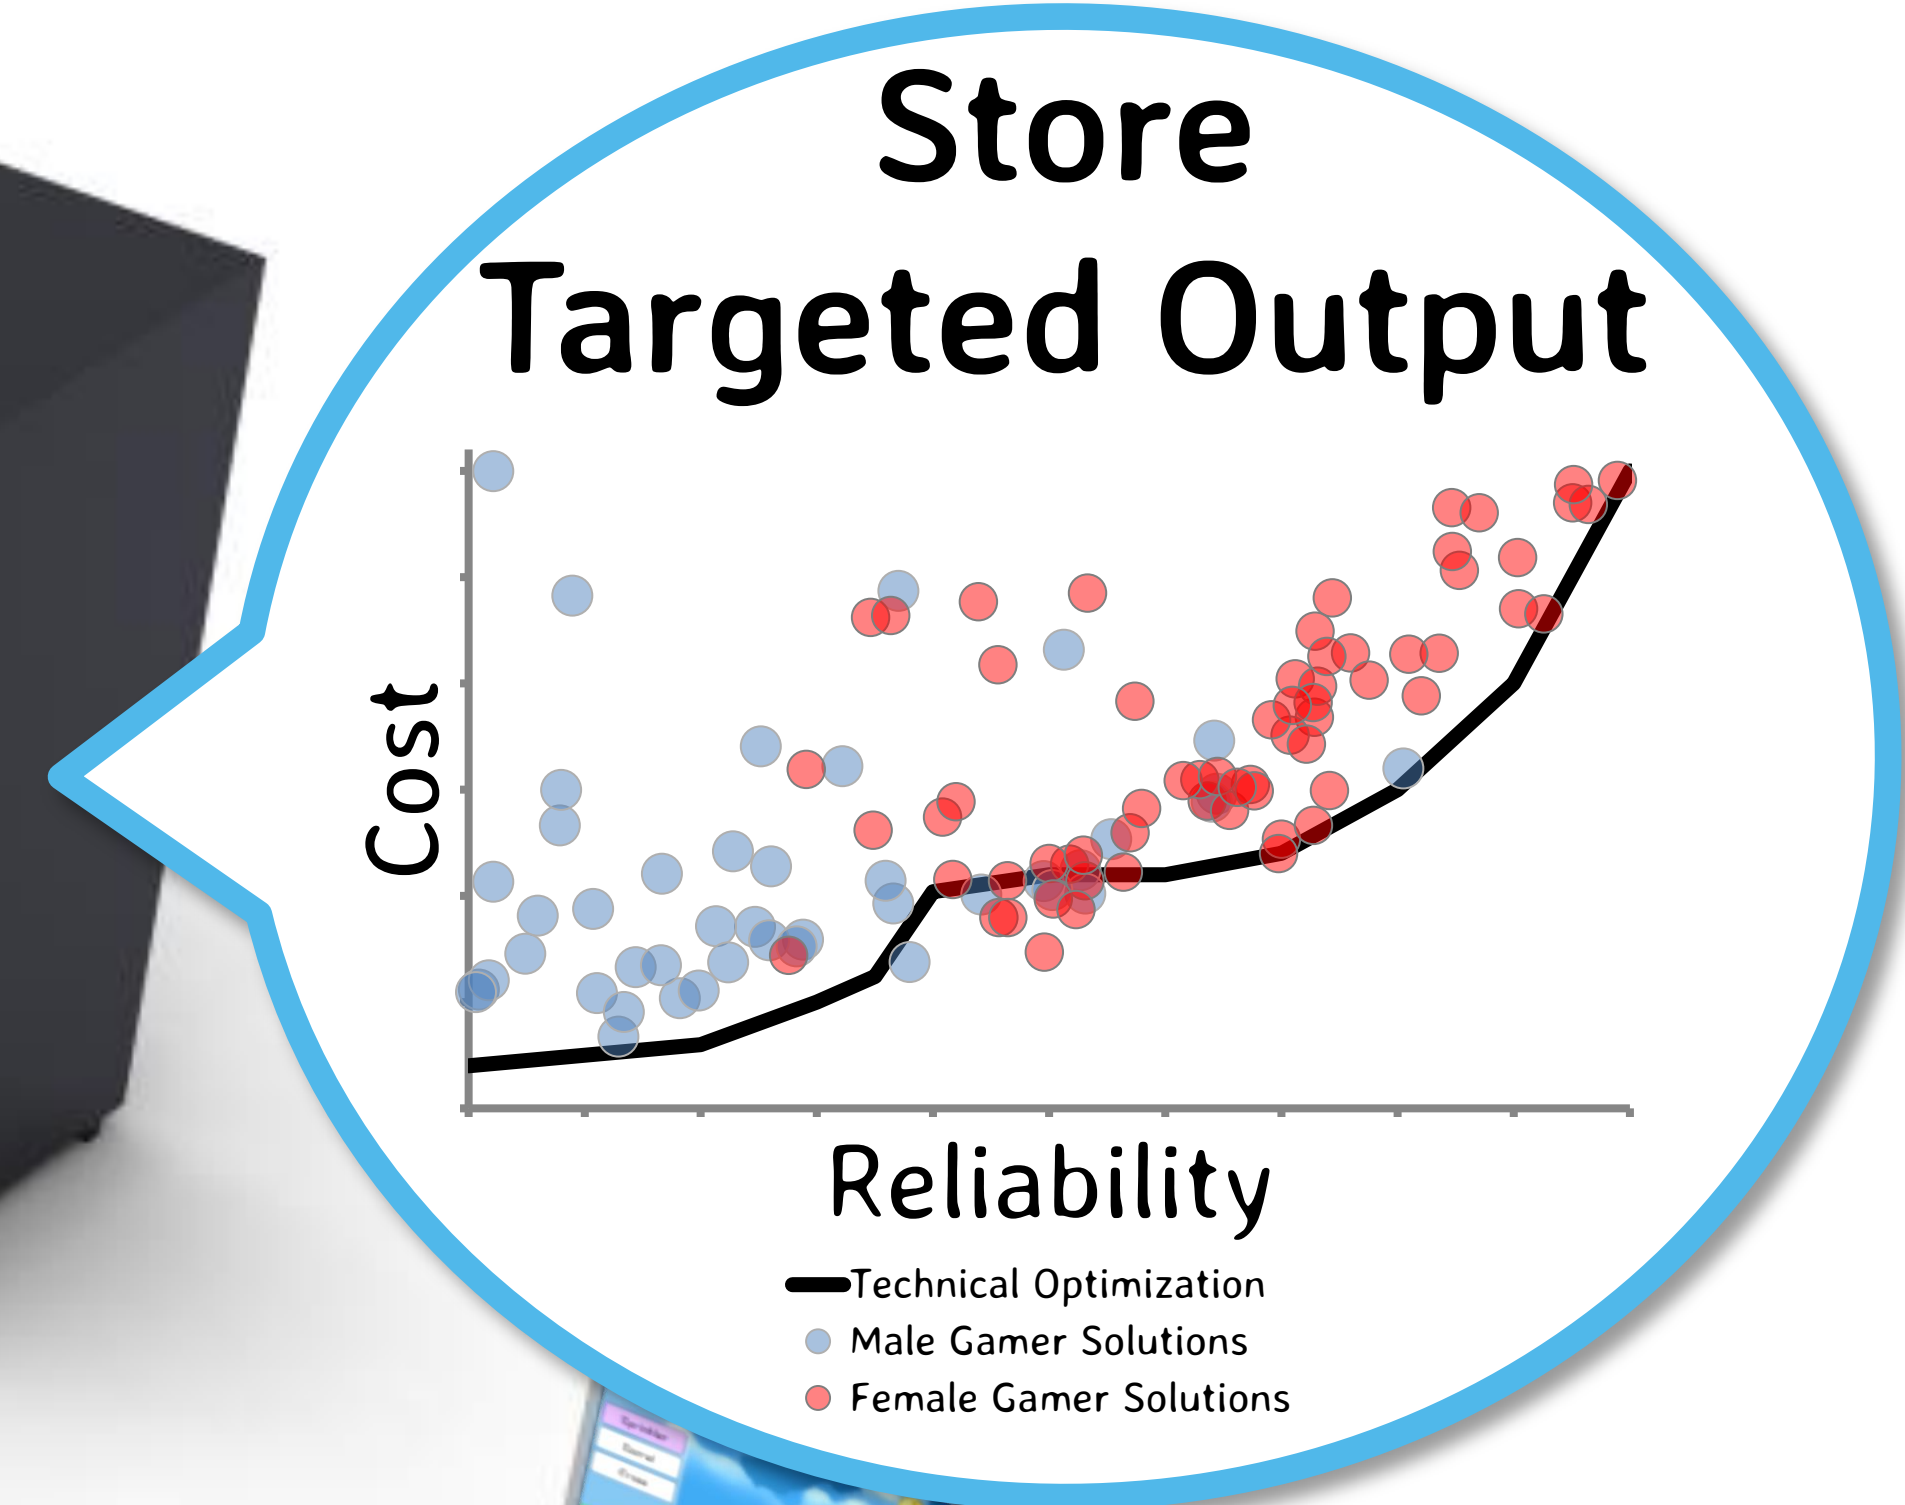 Store
Targeted Output
Cost
Reliability
Technical Optimization
Male Gamer Solutions
Female Gamer Solutions